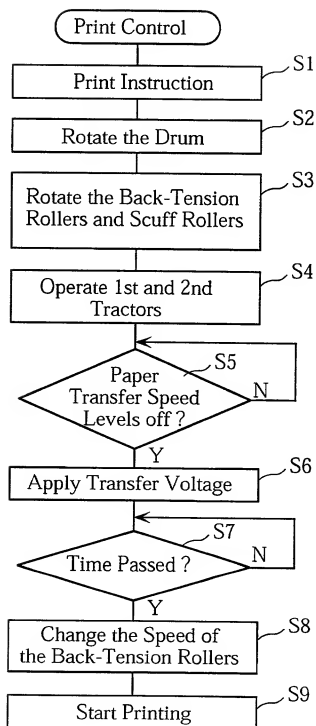 Print Control
S1
Print Instruction
S2
Rotate the Drum
S3
Rotate the Back-Tension
Rollers and Scuff Rollers
S4
Operate 1st and 2nd
Tractors
S5
Paper
Transfer Speed
Levels off ?
N
Y
S6
Apply Transfer Voltage
S7
Time Passed ?
N
Y
S8
Change the Speed of
the Back-Tension Rollers
S9
Start Printing